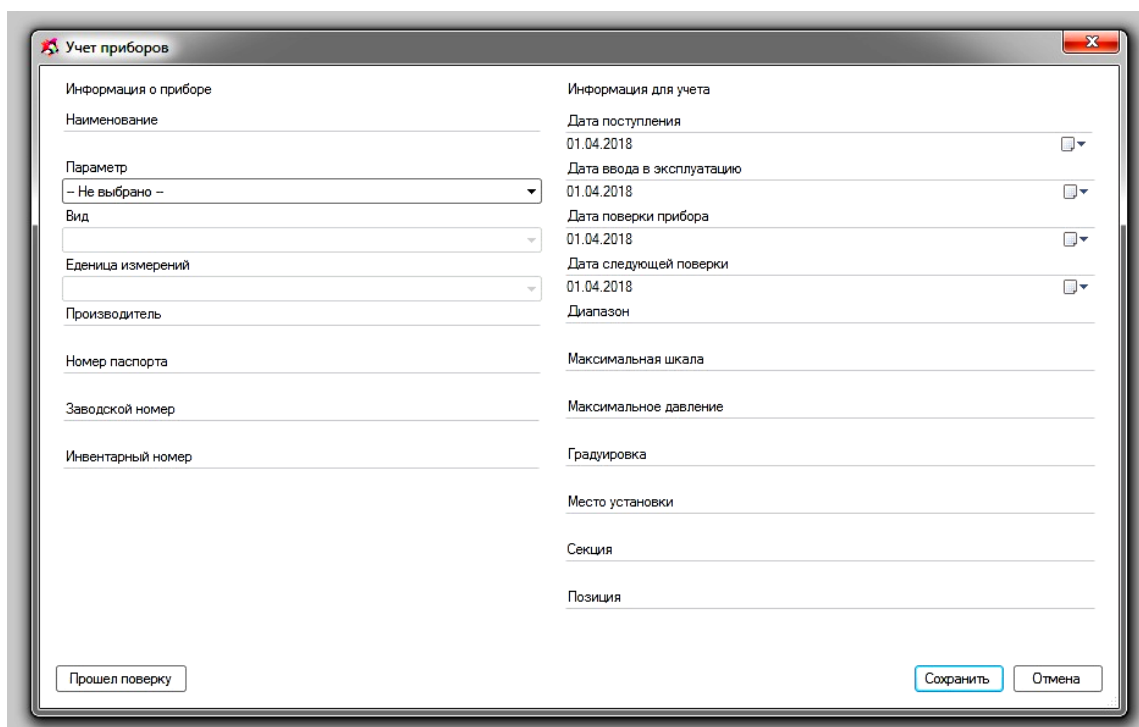 Учет приборов
Информация о приборе
Наименование
Параметр
-- Не выбрано --
Вид
Еденица измерений
Производитель
Номер паспорта
Заводской номер
Инвентарный номер
Информация для учета
Дата поступления
01.04.2018
Дата ввода в эксплуатацию
01.04.2018
Дата поверки прибора
01.04.2018
Дата следующей поверки
01.04.2018
Диапазон
Максимальная шкала
Максимальное давление
Градуировка
Место установки
Секция
Позиция
Прошел поверку
Сохранить
Отмена